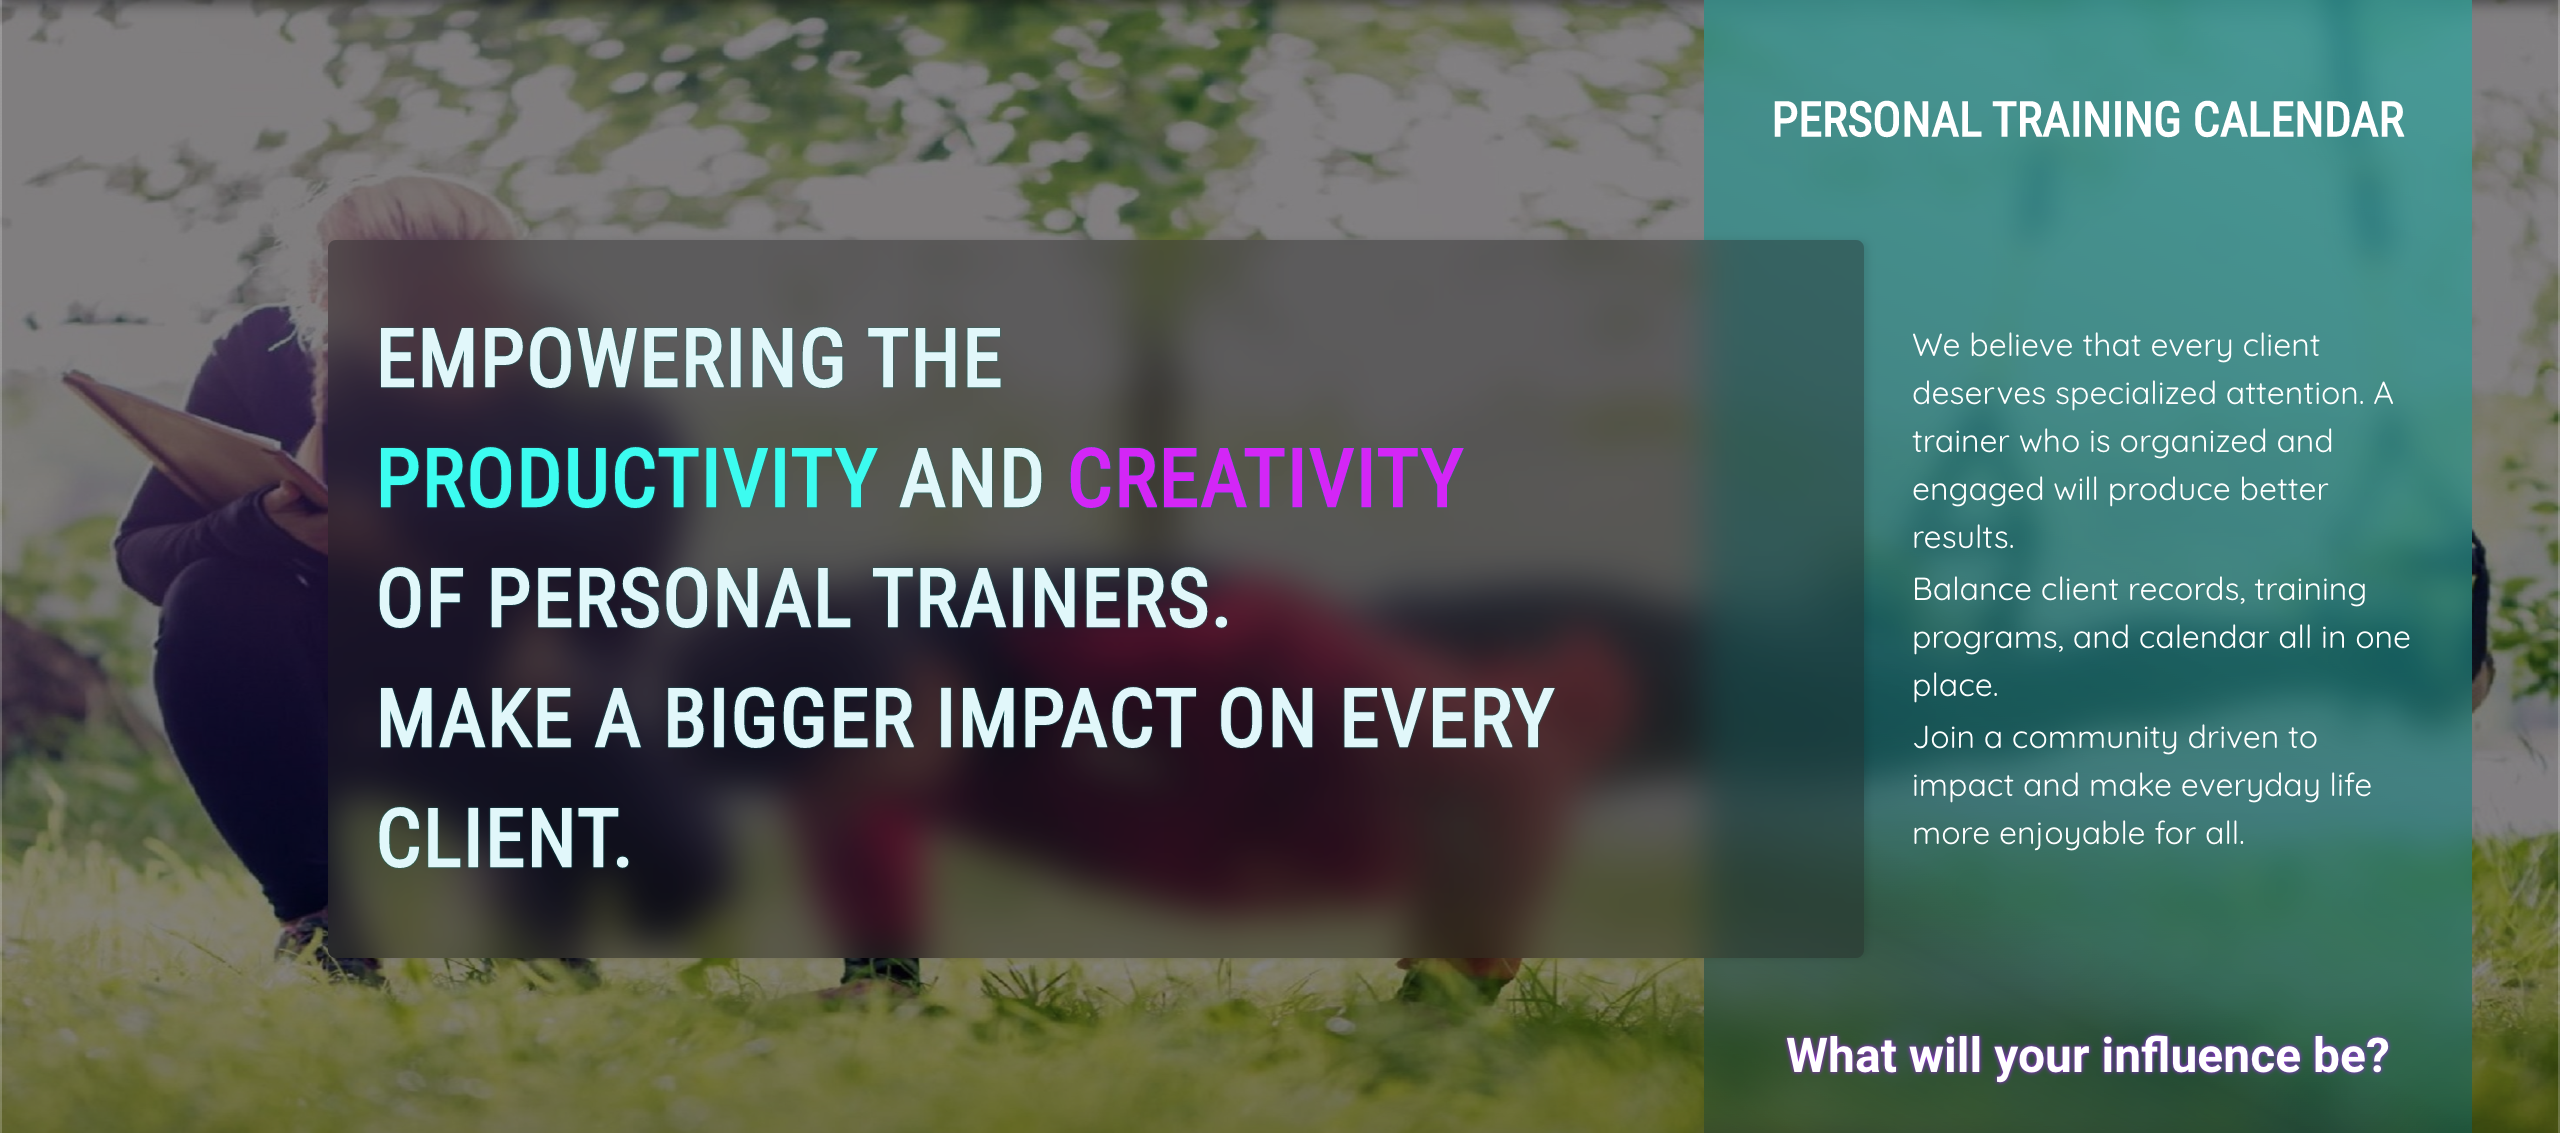 PERSONAL TRAINING CALENDAR
EMPOWERING THE
PRODUCTIVITY AND CREATIVITY
OF PERSONAL TRAINERS.
MAKE A BIGGER IMPACT ON EVERY
CLIENT.
We believe that every client
deserves specialized attention. A
trainer who is organized and
engaged will produce better
results.
Balance client records, training
programs, and calendar all in one
place.
Join a community driven to
impact and make everyday life
more enjoyable for all.
What will your influence be?